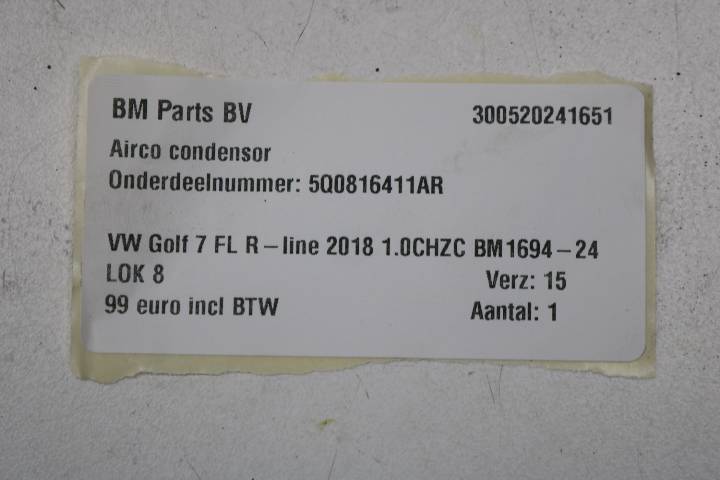 BM Parts BV 300520241651
Airco condensor
Onderdeelnummer: 5Q0816411AR
VW Golf 7 FL R-line 2018 1.0CHZC BM1694-24
LOK 8 Verz: 15
99 euro incl BTW Aantal: 1